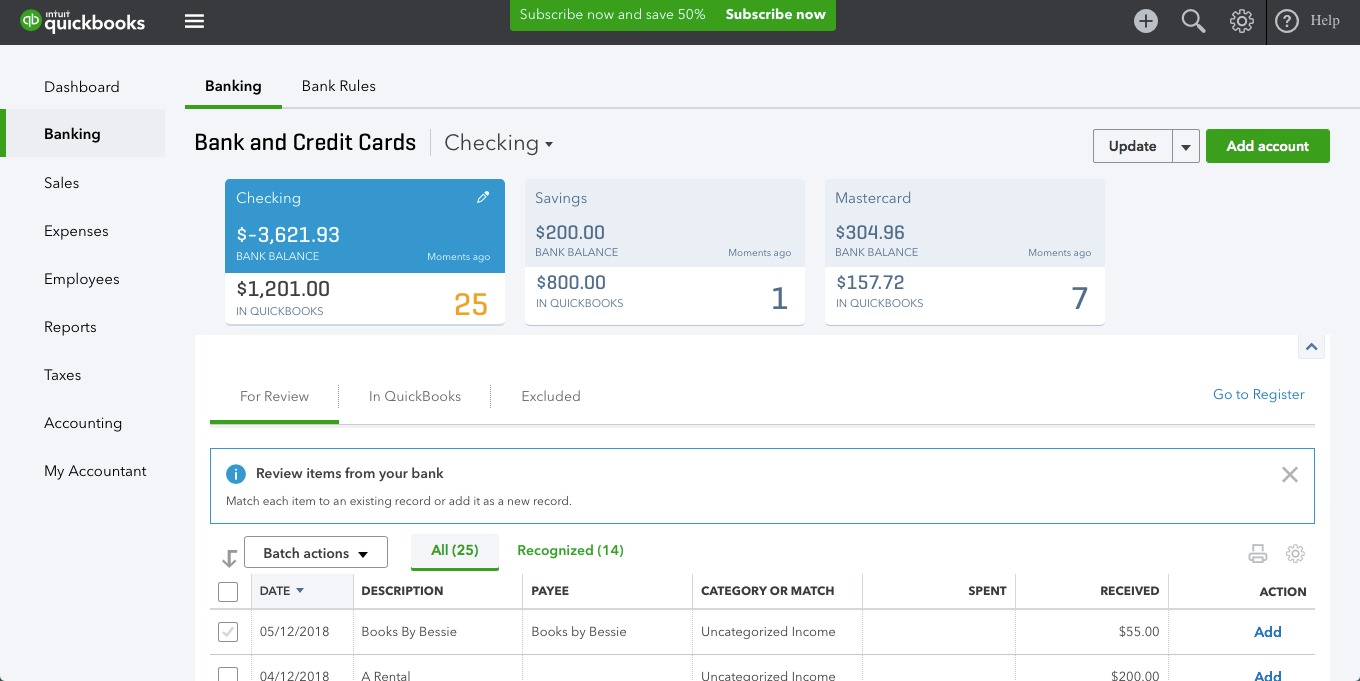 intuit
quickbooks
Subscribe now and save 50% Subscribe now
Help
Dashboard
Banking
Sales
Expenses
Employees
Reports
Taxes
Accounting
My Accountant
Banking Bank Rules
Bank and Credit Cards Checking
Update Add account
Checking
$-3,621.93
BANK BALANCE Moments ago
$1,201.00
IN QUICKBOOKS
25
Savings
$200.00
BANK BALANCE Moments ago
$800.00
IN QUICKBOOKS
1
Mastercard
$304.96
BANK BALANCE Moments ago
$157.72
IN QUICKBOOKS
7
For Review In QuickBooks Excluded Go to Register
Review items from your bank
Match each item to an existing record or add it as a new record.
Batch actions All (25) Recognized (14)
DATE DESCRIPTION PAYEE CATEGORY OR MATCH SPENT RECEIVED ACTION
05/12/2018 Books By Bessie Books by Bessie Uncategorized Income $55.00 Add
04/12/2018 A Rental Uncategorized Income $200.00 Add